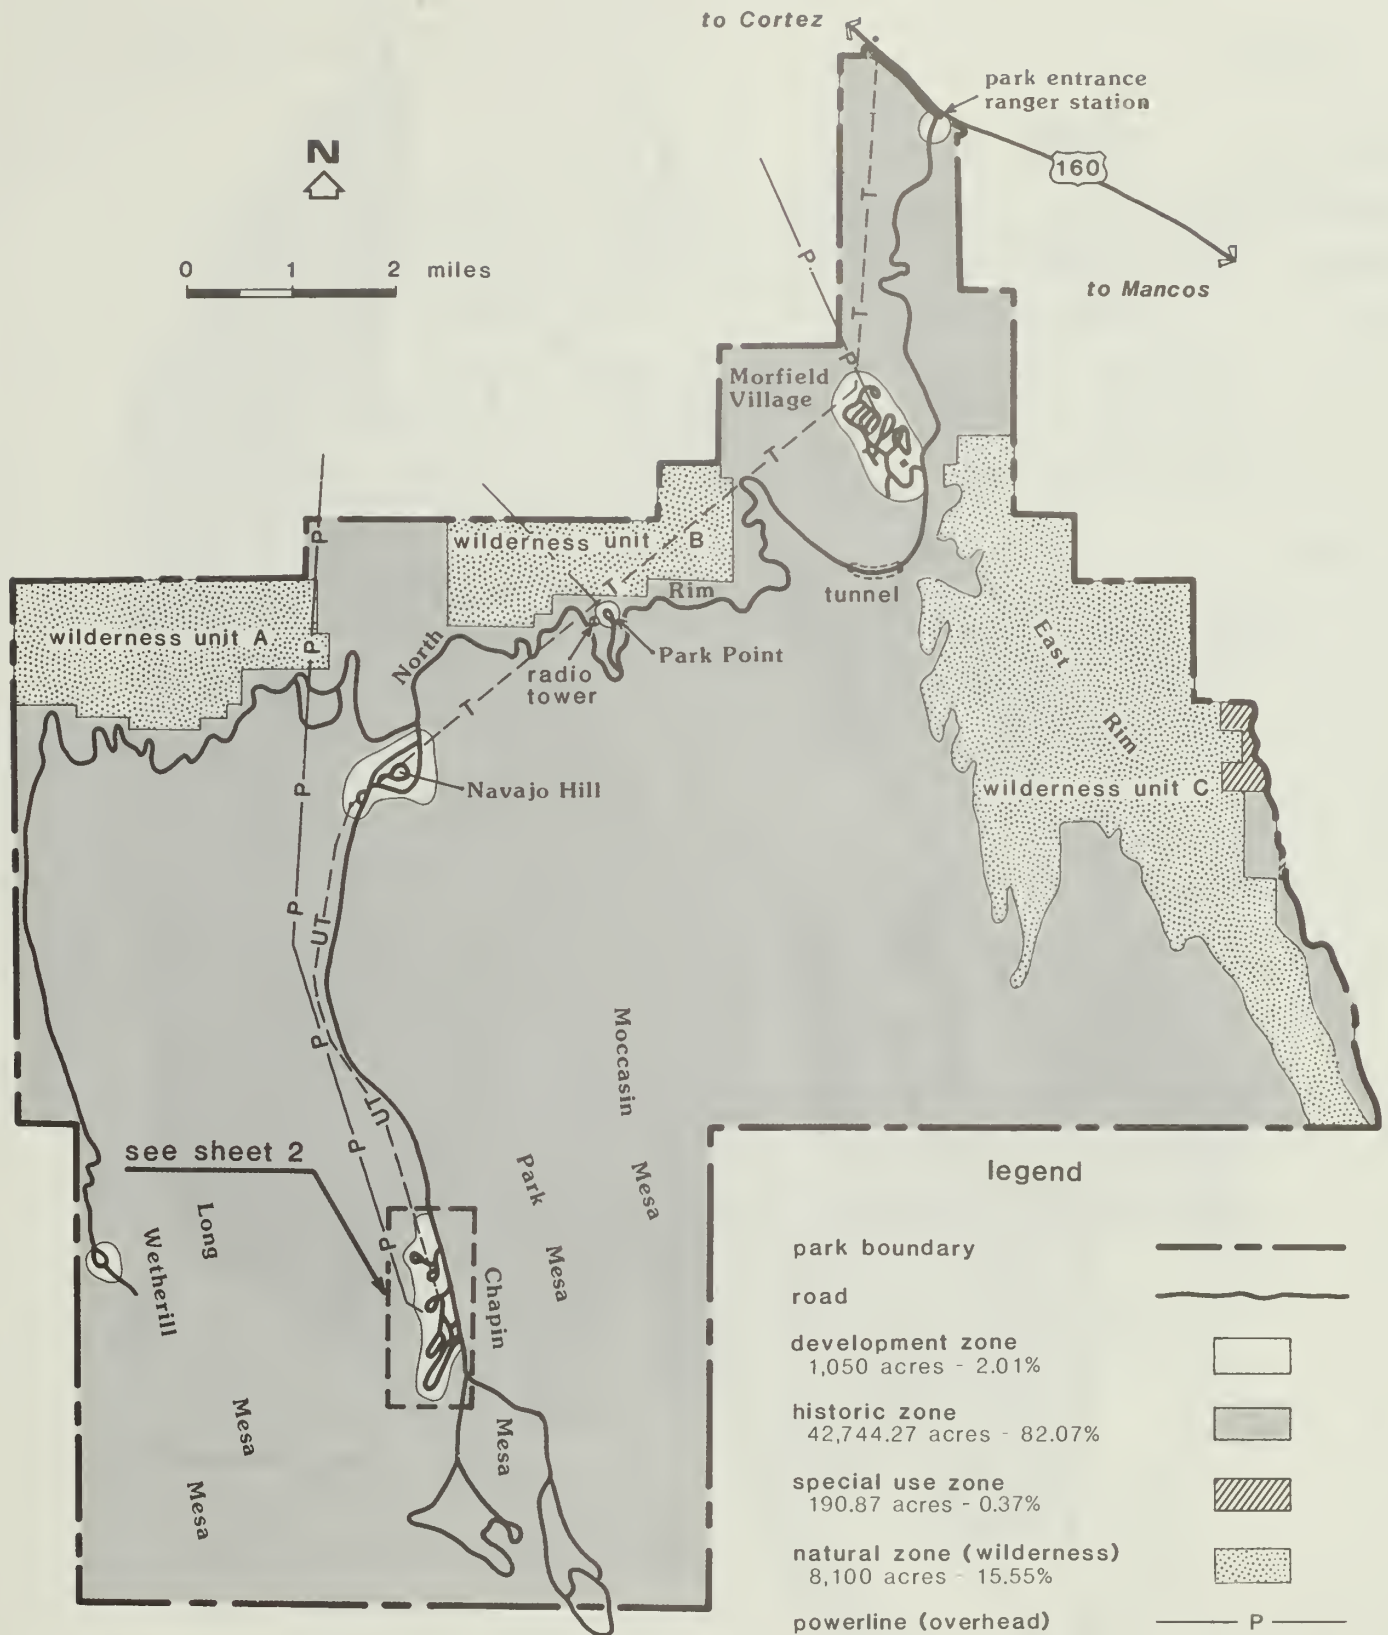 to Cortez
park entrance
ranger station
N
160
0 1 2 miles
to Mancos
P
T
T
P
Morfield
Village
T
P
wilderness unit B
T
Rim
tunnel
wilderness unit A
P
North
Park Point
radio
tower
T
East
Rim
P
Navajo Hill
wilderness unit C
P
UT
P
Moccasin
Mesa
UT
P
see sheet 2
Park
Mesa
Long
Mesa
Wetherill
Mesa
P
Chapin
Mesa
legend
park boundary
road
development zone
1,050 acres - 2.01%
historic zone
42,744.27 acres - 82.07%
special use zone
190.87 acres - 0.37%
natural zone (wilderness)
8,100 acres - 15.55%
powerline (overhead) P